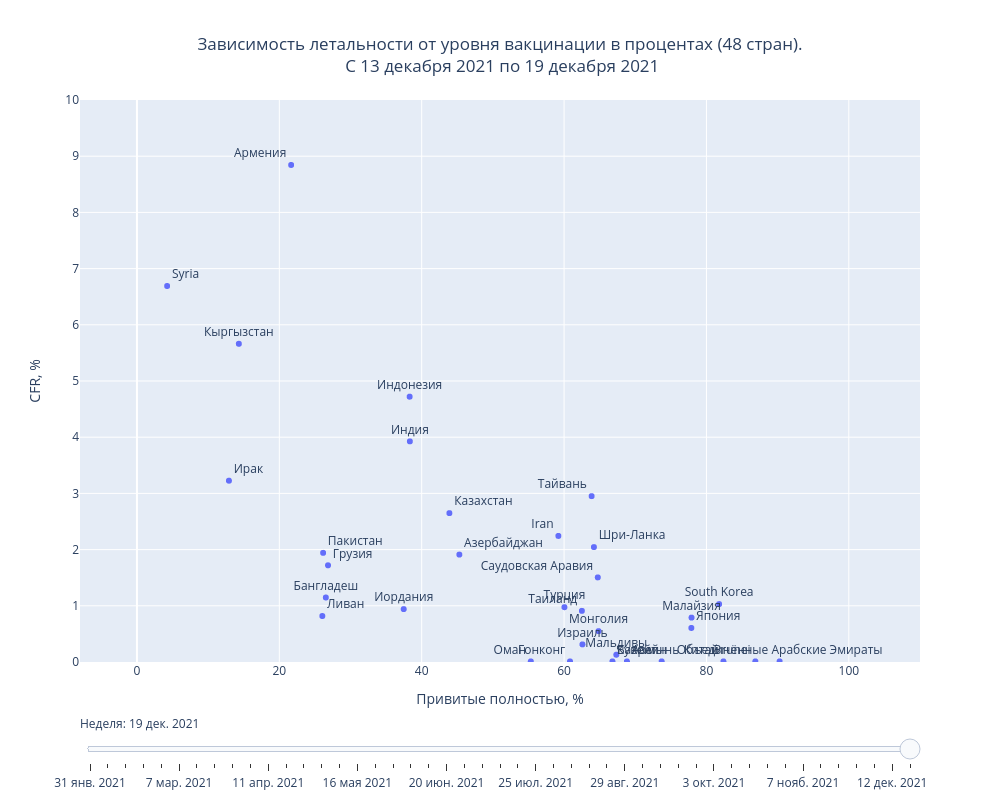 Зависимость летальности от уровня вакцинации в процентах (48 стран).
С 13 декабря 2021 по 19 декабря 2021
10
9
8
7
6
5
4
3
2
1
0
CFR, %
Армения
Syria
Кыргызстан
Индонезия
Индия
Ирак
Тайвань
Казахстан
Iran
Шри-Ланка
Пакистан
Азербайджан
Грузия
Саудовская Аравия
Бангладеш
South Korea
Турция
Таиланд
Иордания
Ливан
Малайзия
Япония
Монголия
Израиль
Мальдивы
Оман
Гонконг
Объединённые Арабские Эмираты
0 20 40 60 80 100
Привитые полностью, %
Неделя: 19 дек. 2021
31 янв. 2021 7 мар. 2021 11 апр. 2021 16 мая 2021 20 июн. 2021 25 июл. 2021 29 авг. 2021 3 окт. 2021 7 нояб. 2021 12 дек. 2021